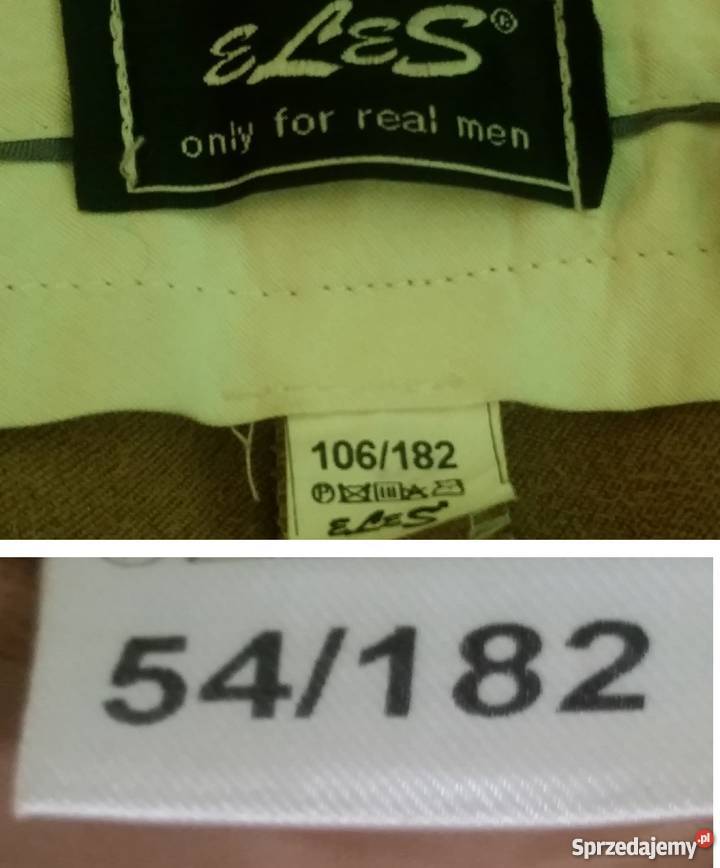 eLeS®
only for real men
106/182
eLeS
54/182
Sprzedajemy.pl